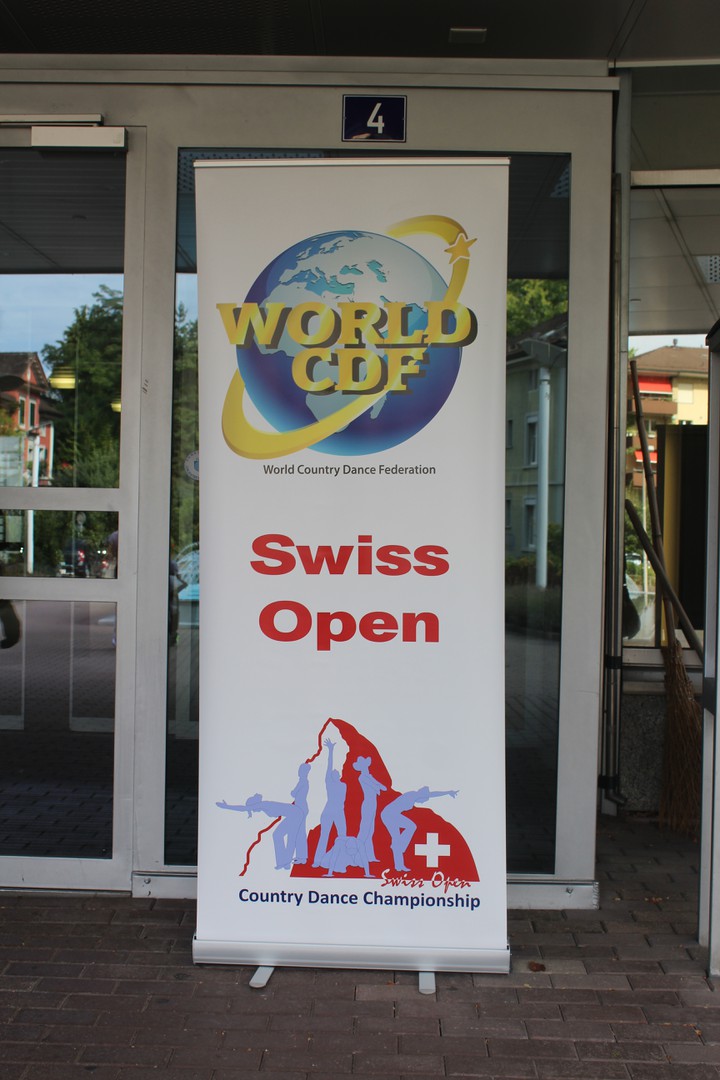 4
WORLD
CDF
World Country Dance Federation
Swiss
Open
Swiss Open
Country Dance Championship